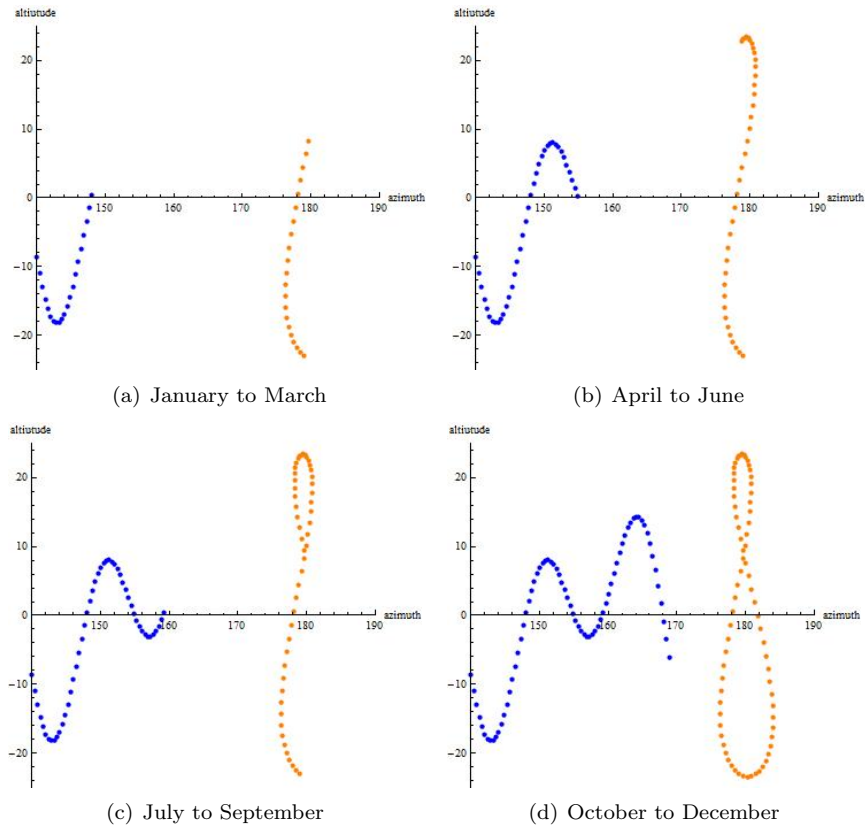 altiutude
20
10
0
-10
-20
150 160 170 180 190
azimuth
(a) January to March
altiutude
20
10
0
-10
-20
150 160 170 180 190
azimuth
(b) April to June
altiutude
20
10
0
-10
-20
150 160 170 180 190
azimuth
(c) July to September
altiutude
20
10
0
-10
-20
150 160 170 180 190
azimuth
(d) October to December